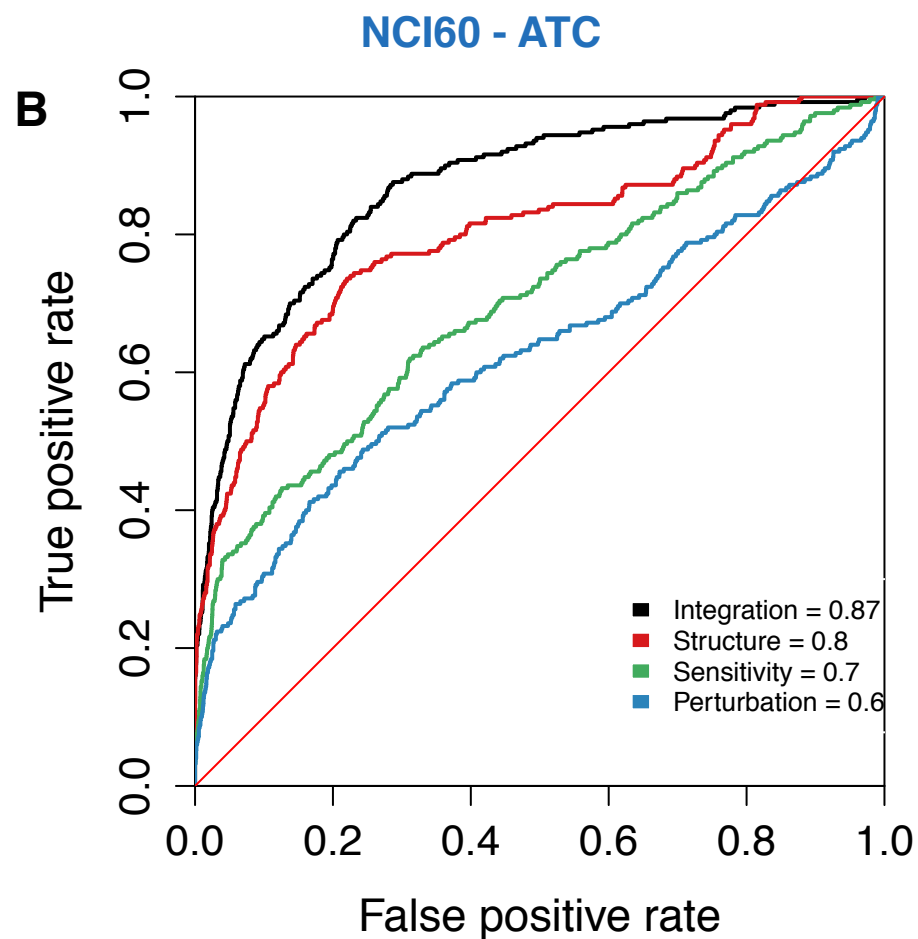 NCI60 - ATC
B
True positive rate
1.0
0.8
0.6
0.4
0.2
0.0
Integration = 0.87
Structure = 0.8
Sensitivity = 0.7
Perturbation = 0.6
0.0 0.2 0.4 0.6 0.8 1.0
False positive rate